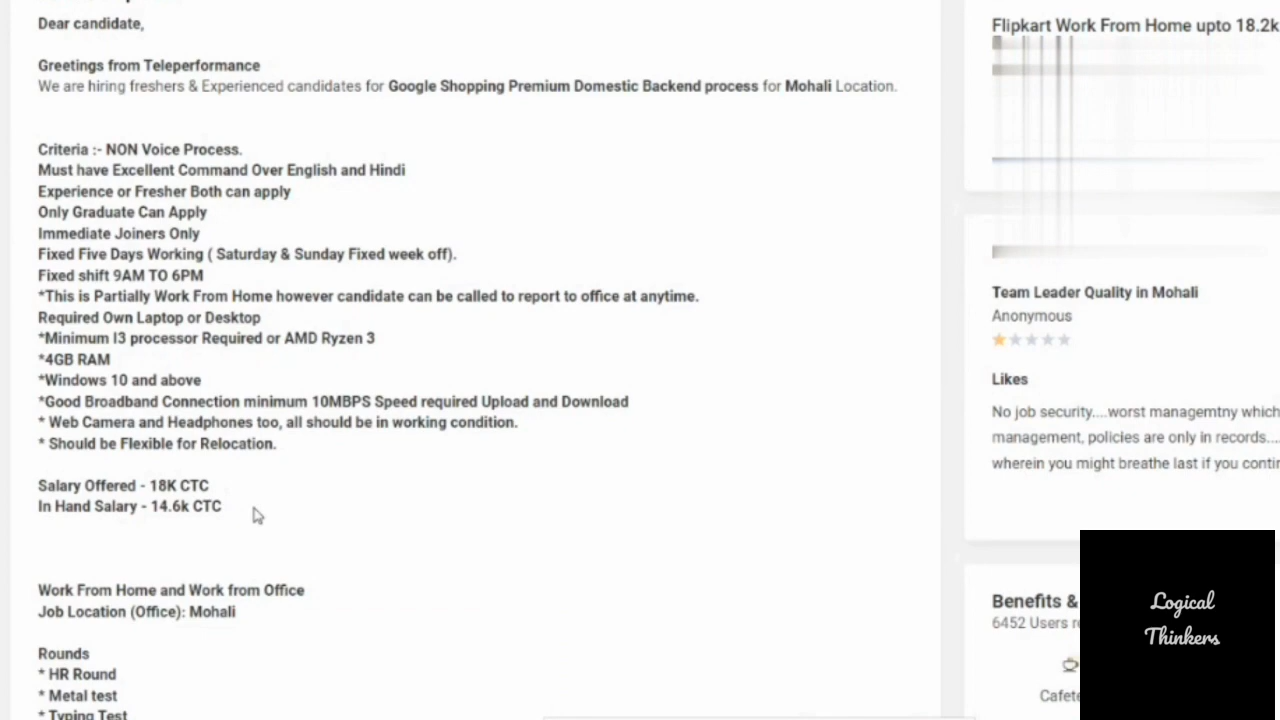 Dear candidate,
Greetings from Teleperformance
We are hiring freshers & Experienced candidates for Google Shopping Premium Domestic Backend process for Mohali Location.
Criteria :- NON Voice Process.
Must have Excellent Command Over English and Hindi
Experience or Fresher Both can apply
Only Graduate Can Apply
Immediate Joiners Only
Fixed Five Days Working ( Saturday & Sunday Fixed week off).
Fixed shift 9AM TO 6PM
*This is Partially Work From Home however candidate can be called to report to office at anytime.
Required Own Laptop or Desktop
*Minimum I3 processor Required or AMD Ryzen 3
*4GB RAM
*Windows 10 and above
*Good Broadband Connection minimum 10MBPS Speed required Upload and Download
* Web Camera and Headphones too, all should be in working condition.
* Should be Flexible for Relocation.
Salary Offered - 18K CTC
In Hand Salary - 14.6k CTC
Work From Home and Work from Office
Job Location (Office): Mohali
Rounds
* HR Round
* Metal test
* Typing Test
Flipkart Work From Home upto 18.2k
Team Leader Quality in Mohali
Anonymous
Likes
No job security....worst managemtny which
management, policies are only in records....
wherein you might breathe last if you contin
Benefits &
6452 Users re
Cafete
Logical
Thinkers